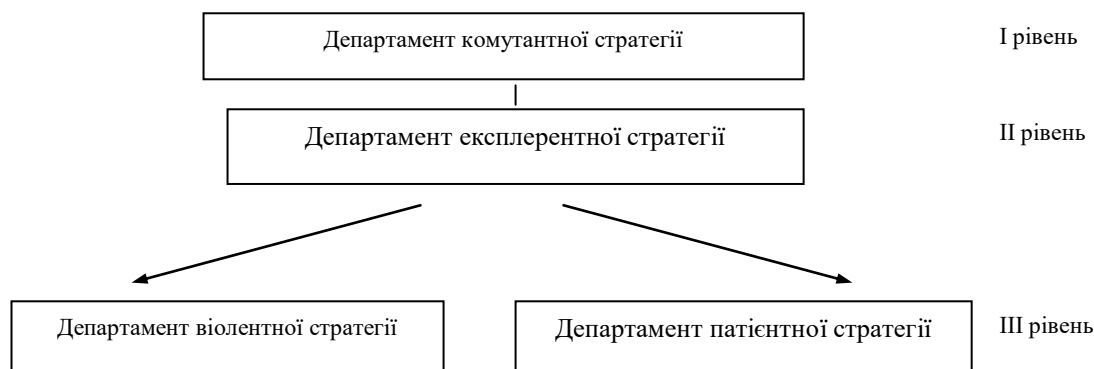 Департамент комутантної стратегії
І рівень
Департамент експлерентної стратегії
ІІ рівень
Департамент віолентної стратегії
Департамент патієнтної стратегії
ІІІ рівень